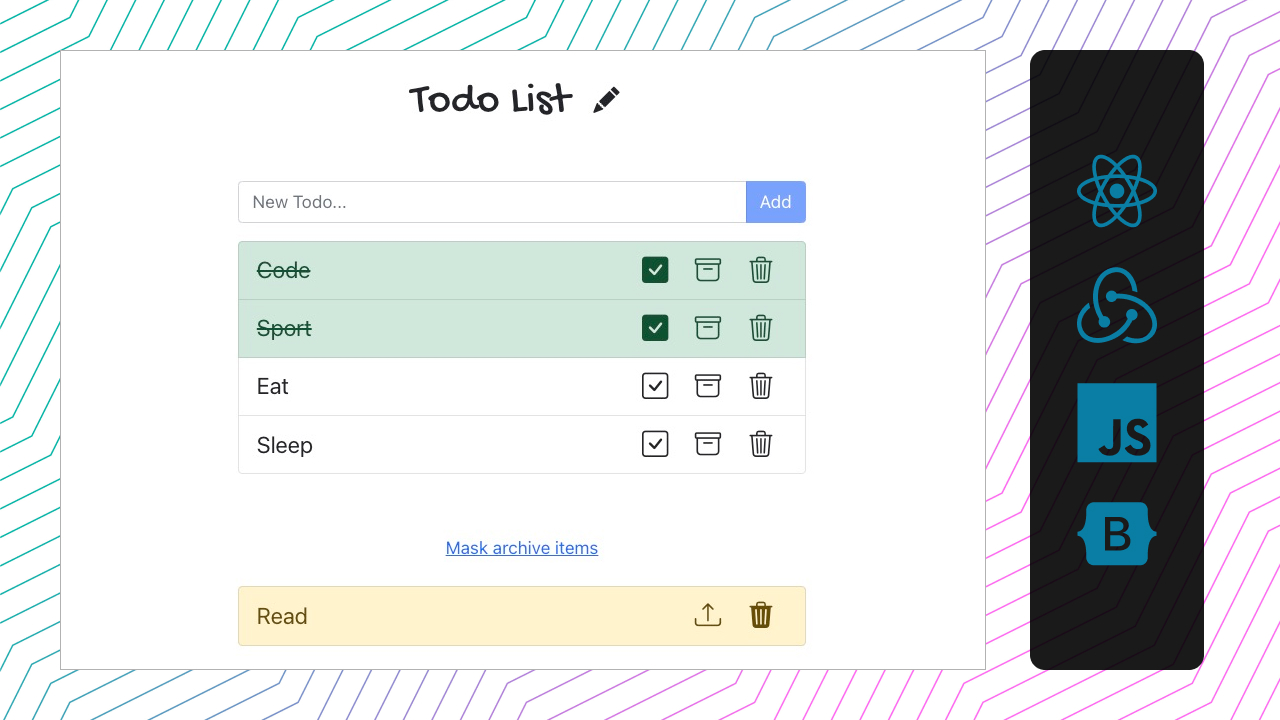 Todo List
New Todo...
Add
Code
Sport
Eat
Sleep
Mask archive items
Read
JS
B